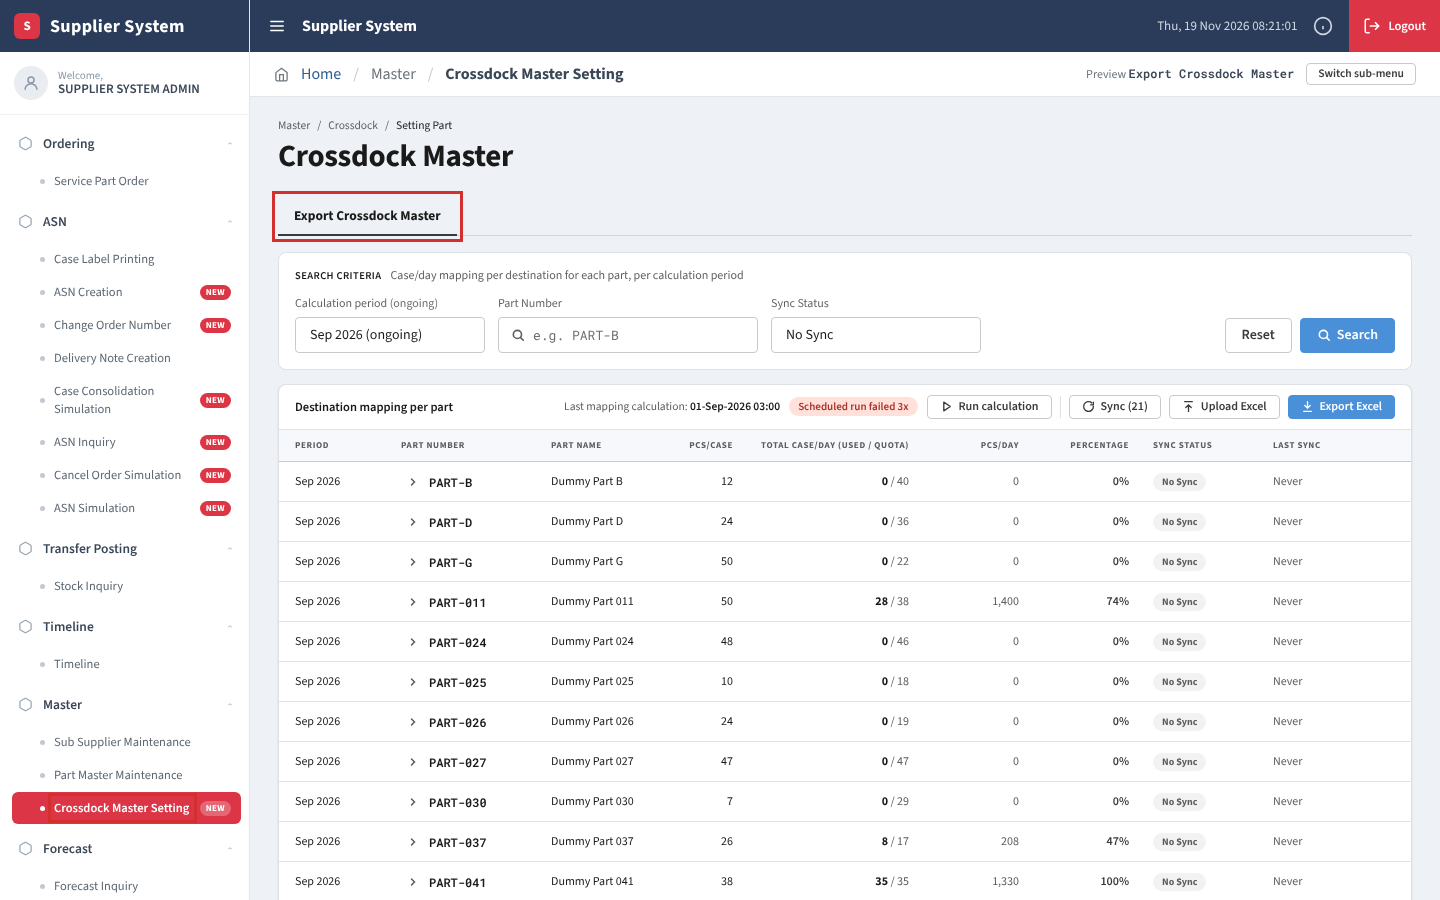 S Supplier System
Supplier System
Thu, 19 Nov 2026 08:21:01
Logout
Welcome,
SUPPLIER SYSTEM ADMIN
Home / Master / Crossdock Master Setting
Preview Export Crossdock Master
Switch sub-menu
Ordering
Service Part Order
ASN
Case Label Printing
ASN Creation NEW
Change Order Number NEW
Delivery Note Creation
Case Consolidation
Simulation NEW
ASN Inquiry NEW
Cancel Order Simulation NEW
ASN Simulation NEW
Transfer Posting
Stock Inquiry
Timeline
Timeline
Master
Sub Supplier Maintenance
Part Master Maintenance
Crossdock Master Setting NEW
Forecast
Forecast Inquiry
Master / Crossdock / Setting Part
Crossdock Master
Export Crossdock Master
SEARCH CRITERIA Case/day mapping per destination for each part, per calculation period
Calculation period (ongoing) Part Number Sync Status
Sep 2026 (ongoing) e.g. PART-B No Sync Reset Search
Destination mapping per part Last mapping calculation: 01-Sep-2026 03:00 Scheduled run failed 3x Run calculation Sync (21) Upload Excel Export Excel
PERIOD PART NUMBER PART NAME PCS/CASE TOTAL CASE/DAY (USED / QUOTA) PCS/DAY PERCENTAGE SYNC STATUS LAST SYNC
Sep 2026 PART-B Dummy Part B 12 0 / 40 0 0% No Sync Never
Sep 2026 PART-D Dummy Part D 24 0 / 36 0 0% No Sync Never
Sep 2026 PART-G Dummy Part G 50 0 / 22 0 0% No Sync Never
Sep 2026 PART-011 Dummy Part 011 50 28 / 38 1,400 74% No Sync Never
Sep 2026 PART-024 Dummy Part 024 48 0 / 46 0 0% No Sync Never
Sep 2026 PART-025 Dummy Part 025 10 0 / 18 0 0% No Sync Never
Sep 2026 PART-026 Dummy Part 026 24 0 / 19 0 0% No Sync Never
Sep 2026 PART-027 Dummy Part 027 47 0 / 47 0 0% No Sync Never
Sep 2026 PART-030 Dummy Part 030 7 0 / 29 0 0% No Sync Never
Sep 2026 PART-037 Dummy Part 037 26 8 / 17 208 47% No Sync Never
Sep 2026 PART-041 Dummy Part 041 38 35 / 35 1,330 100% No Sync Never